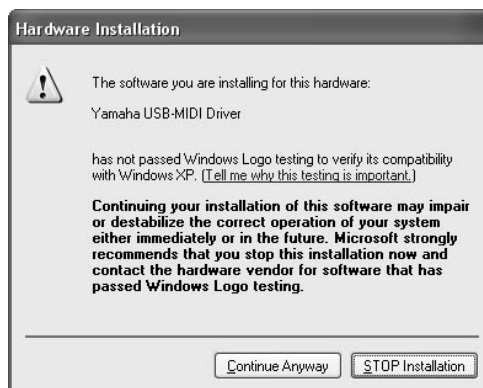 Hardware Installation
The software you are installing for this hardware:
Yamaha USB-MIDI Driver
has not passed Windows Logo testing to verify its compatibility
with Windows XP. (Tell me why this testing is important.)
Continuing your installation of this software may impair
or destabilize the correct operation of your system
either immediately or in the future. Microsoft strongly
recommends that you stop this installation now and
contact the hardware vendor for software that has
passed Windows Logo testing.
Continue Anyway
STOP Installation